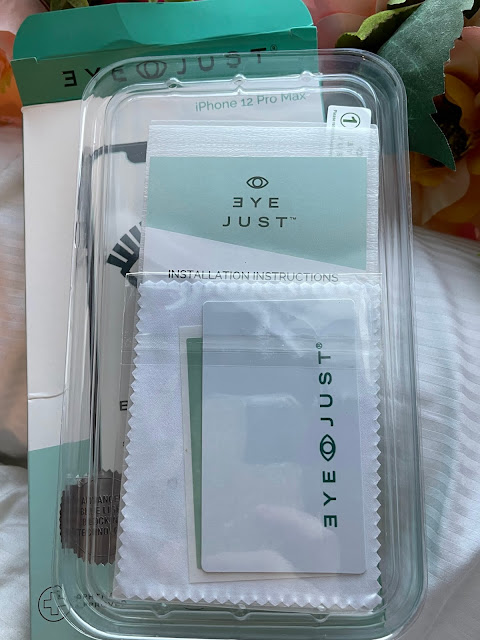 EYE JUST®
iPhone 12 Pro Max
1
EYE
JUST™
INSTALLATION INSTRUCTIONS
EYE JUST®